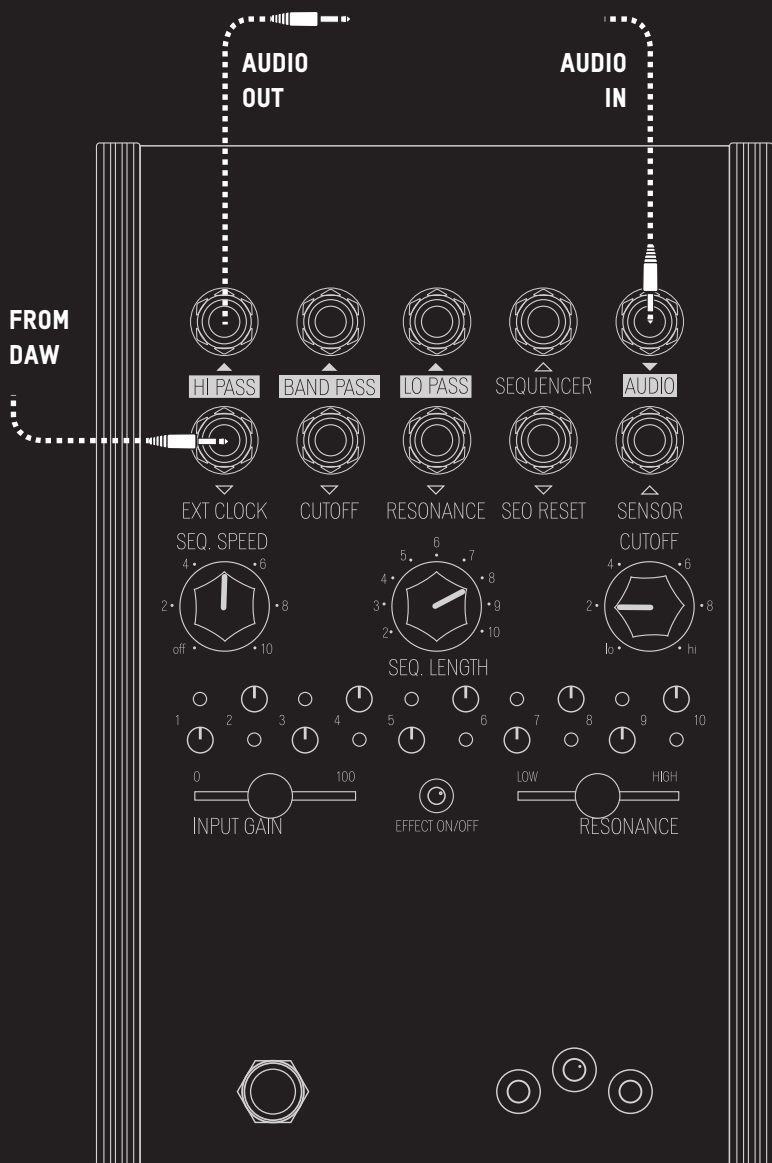 AUDIO
OUT
AUDIO
IN
FROM
DAW
HI PASS
BAND PASS
LO PASS
SEQUENCER
AUDIO
EXT CLOCK
CUTOFF
RESONANCE
SEO RESET
SENSOR
SEQ. SPEED
CUTOFF
off 2 4 6 8 10
2 3 4 5 6 7 8 9 10
lo 2 4 6 8 hi
SEQ. LENGTH
1 2 3 4 5 6 7 8 9 10
0 100
LOW HIGH
INPUT GAIN
EFFECT ON/OFF
RESONANCE